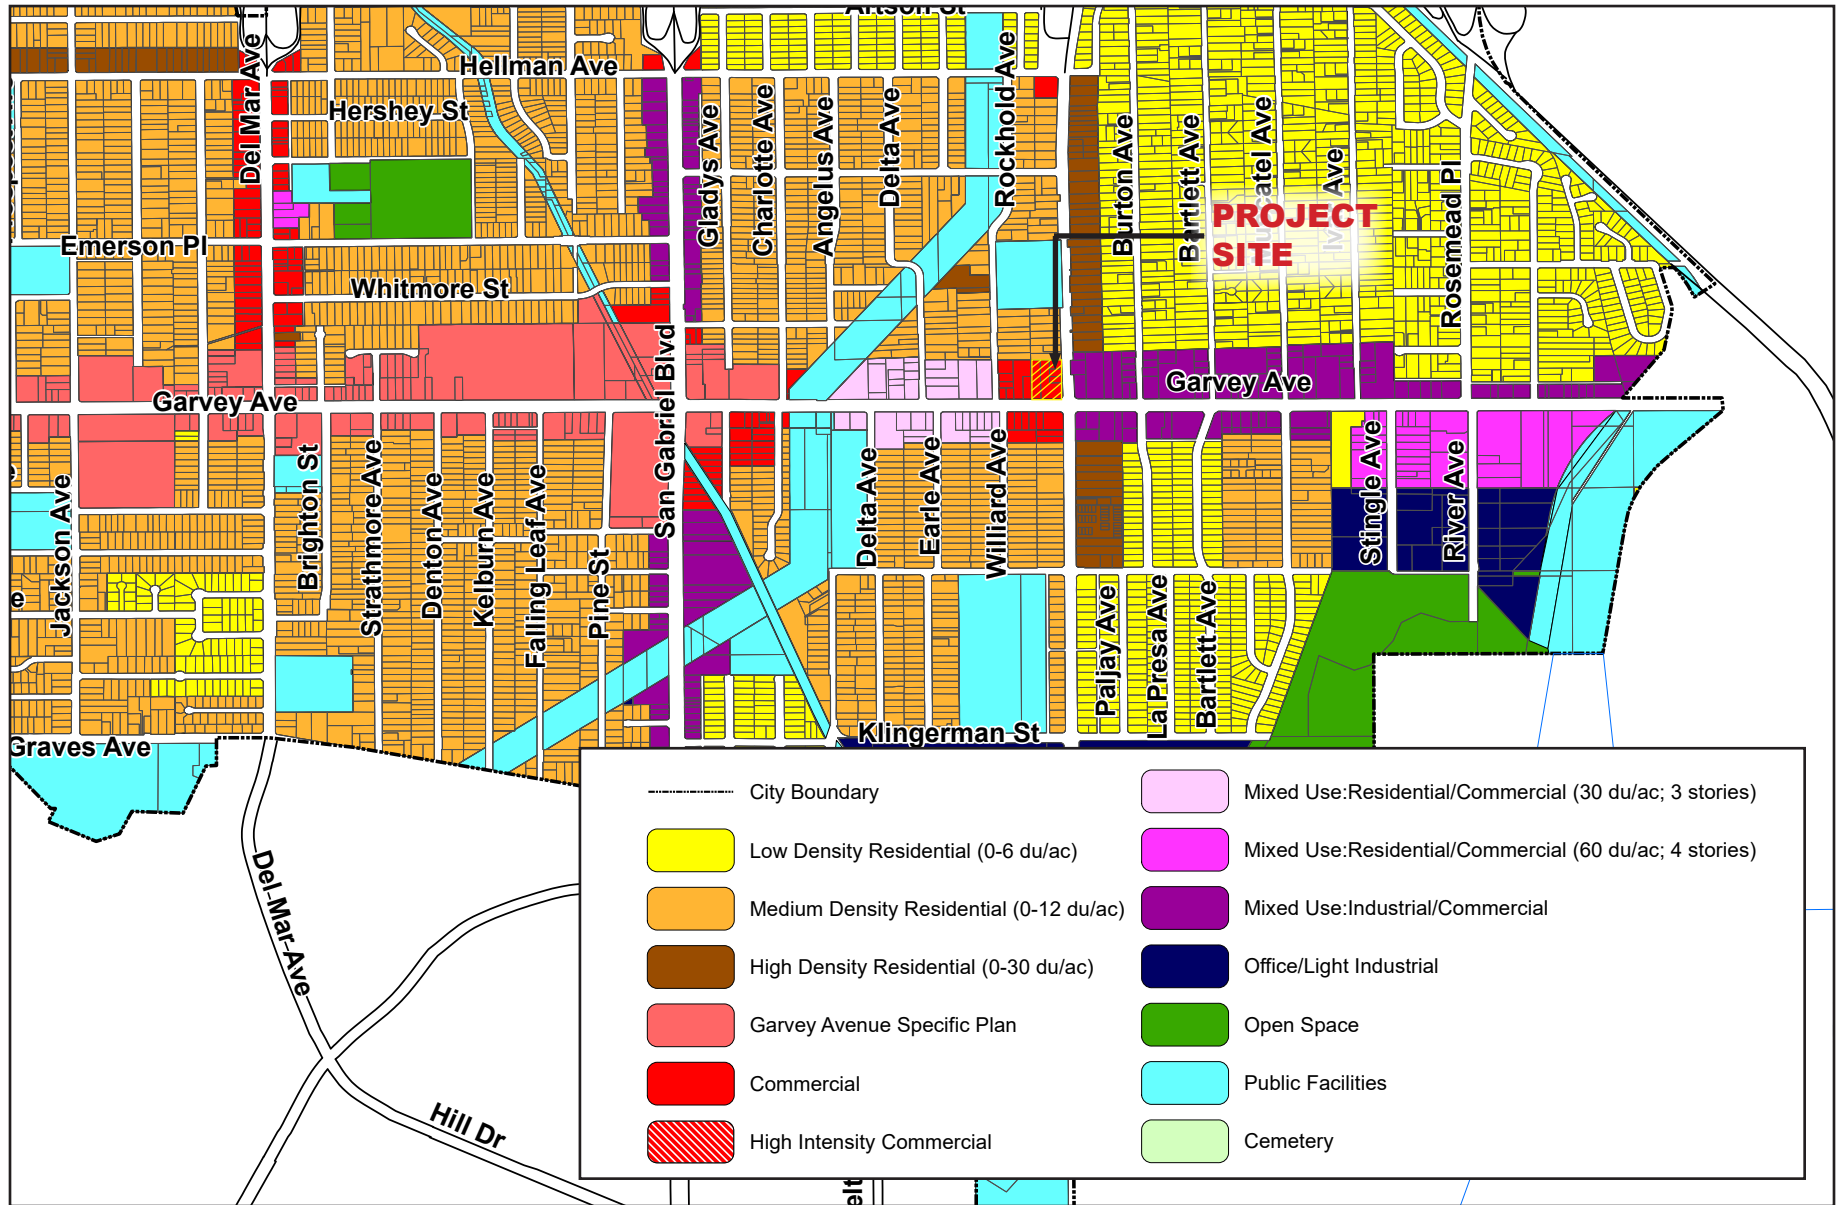 Artson St
Hellman Ave
Hershey St
Del Mar Ave
Gladys Ave
Charlotte Ave
Angelus Ave
Delta Ave
Rockhold Ave
Burton Ave
Bartlett Ave
Muscatel Ave
Ivar Ave
Rosemead Pl
PROJECT
SITE
Emerson Pl
Whitmore St
San Gabriel Blvd
Garvey Ave
Garvey Ave
Jackson Ave
Brighton St
Strathmore Ave
Denton Ave
Kelburn Ave
Falling Leaf Ave
Pine St
Delta Ave
Earle Ave
Williard Ave
Stingle Ave
River Ave
Paljay Ave
La Presa Ave
Bartlett Ave
Klingerman St
Graves Ave
Del Mar Ave
Hill Dr
City Boundary
Low Density Residential (0-6 du/ac)
Medium Density Residential (0-12 du/ac)
High Density Residential (0-30 du/ac)
Garvey Avenue Specific Plan
Commercial
High Intensity Commercial
Mixed Use:Residential/Commercial (30 du/ac; 3 stories)
Mixed Use:Residential/Commercial (60 du/ac; 4 stories)
Mixed Use:Industrial/Commercial
Office/Light Industrial
Open Space
Public Facilities
Cemetery